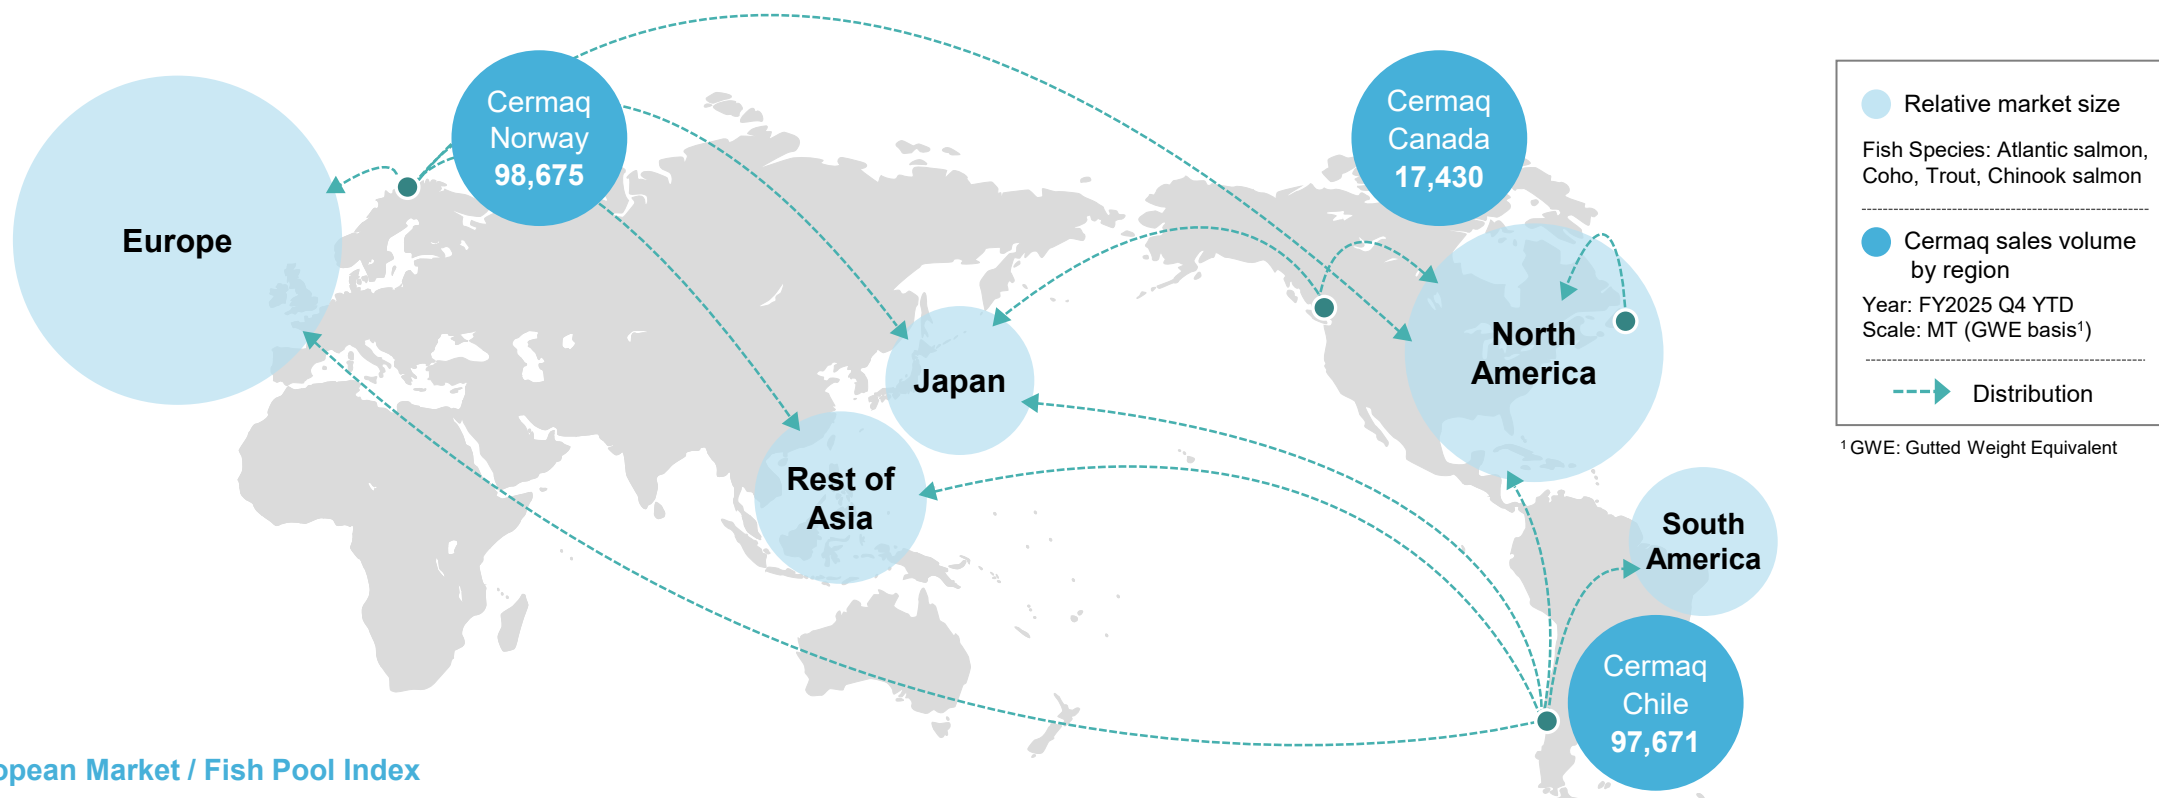 Cermaq
Norway
98,675
Cermaq
Canada
17,430
Europe
North
America
Japan
Rest of
Asia
South
America
Cermaq
Chile
97,671
Relative market size
Fish Species: Atlantic salmon,
Coho, Trout, Chinook salmon
Cermaq sales volume
by region
Year: FY2025 Q4 YTD
Scale: MT (GWE basis¹)
Distribution
¹ GWE: Gutted Weight Equivalent
opean Market / Fish Pool Index